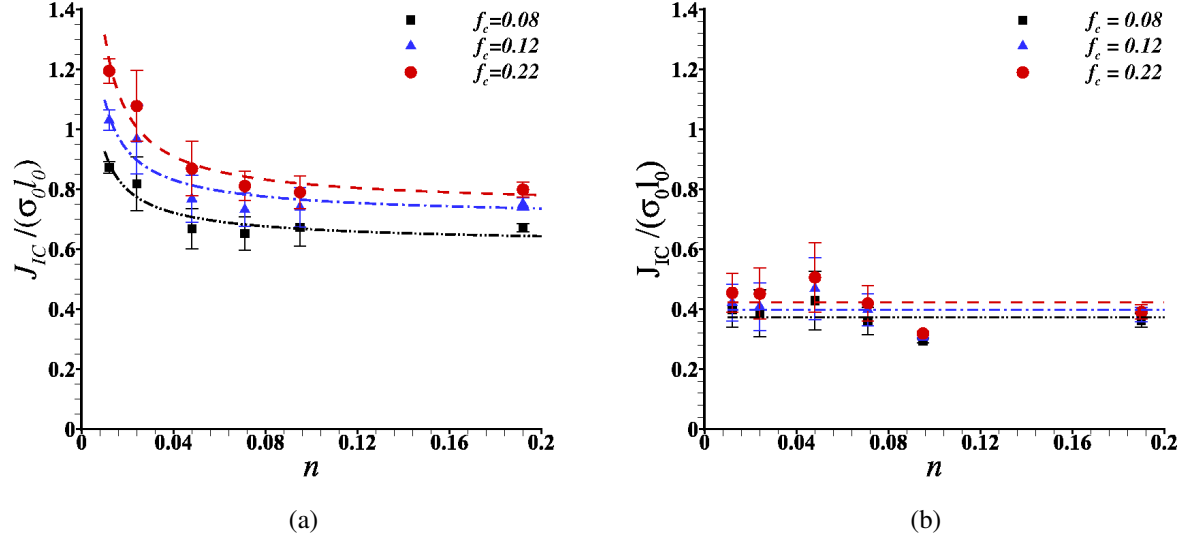 1.4
1.2
1
0.8
0.6
0.4
0.2
0
J_IC/(σ_0l_0)
f_c=0.08
f_c=0.12
f_c=0.22
0 0.04 0.08 0.12 0.16 0.2
n
(a)
1.4
1.2
1
0.8
0.6
0.4
0.2
0
J_IC/(σ_0l_0)
f_c = 0.08
f_c = 0.12
f_c = 0.22
0 0.04 0.08 0.12 0.16 0.2
n
(b)